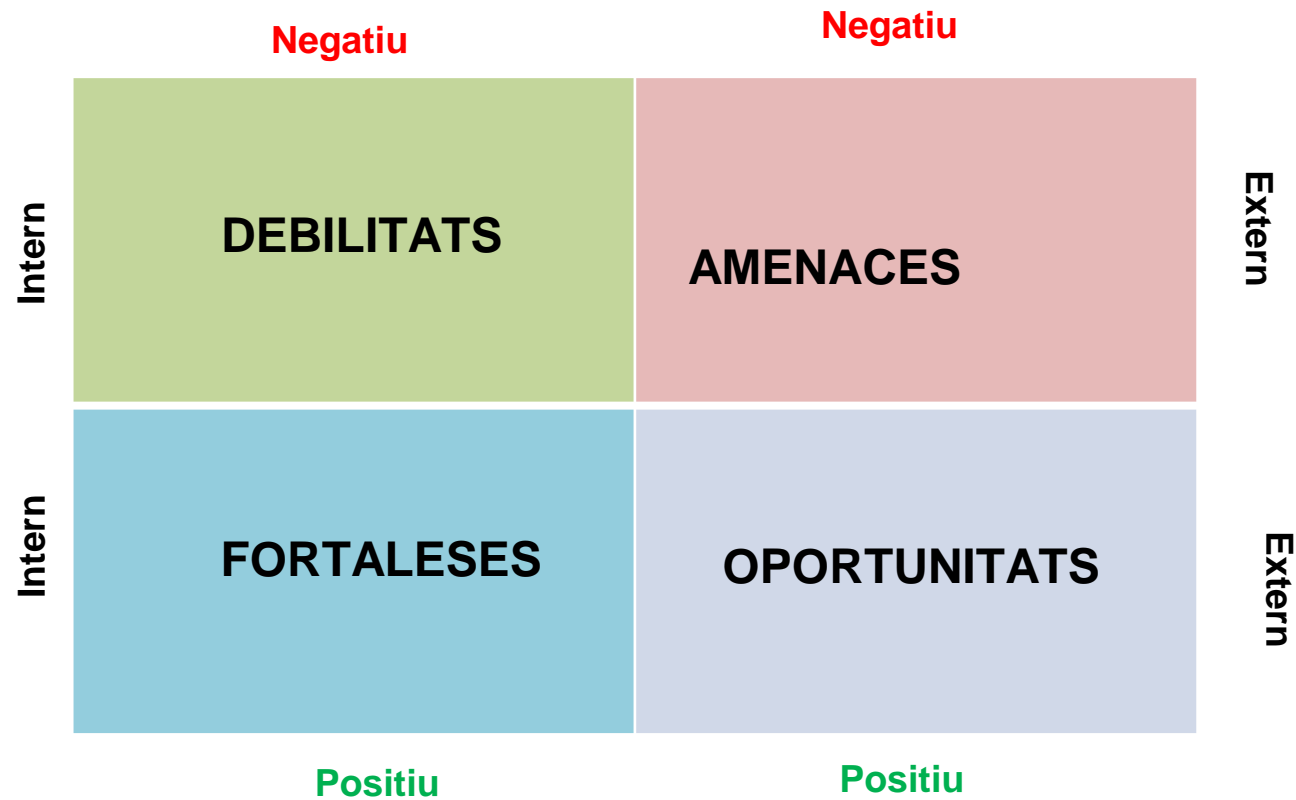 Negatiu
Negatiu
Intern
DEBILITATS
AMENACES
Extern
Intern
FORTALESES
OPORTUNITATS
Extern
Positiu
Positiu